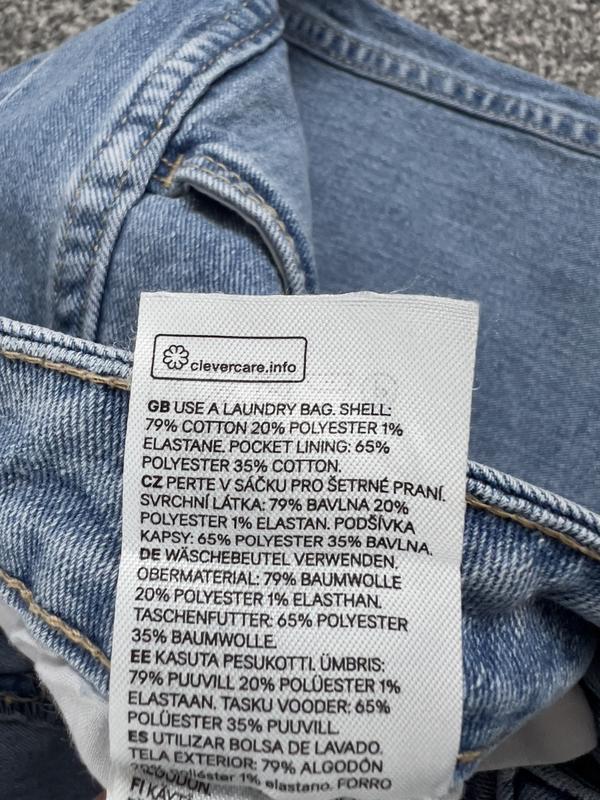 clevercare.info
GB USE A LAUNDRY BAG. SHELL:
79% COTTON 20% POLYESTER 1%
ELASTANE. POCKET LINING: 65%
POLYESTER 35% COTTON.
CZ PERTE V SÁČKU PRO ŠETRNÉ PRANÍ.
SVRCHNÍ LÁTKA: 79% BAVLNA 20%
POLYESTER 1% ELASTAN. PODŠÍVKA
KAPSY: 65% POLYESTER 35% BAVLNA.
DE WÄSCHEBEUTEL VERWENDEN.
OBERMATERIAL: 79% BAUMWOLLE
20% POLYESTER 1% ELASTHAN.
TASCHENFUTTER: 65% POLYESTER
35% BAUMWOLLE.
EE KASUTA PESUKOTTI. ÜMBRIS:
79% PUUVILL 20% POLÜESTER 1%
ELASTAAN. TASKU VOODER: 65%
POLÜESTER 35% PUUVILL.
ES UTILIZAR BOLSA DE LAVADO.
TELA EXTERIOR: 79% ALGODÓN
1% elastano. FORRO
FI